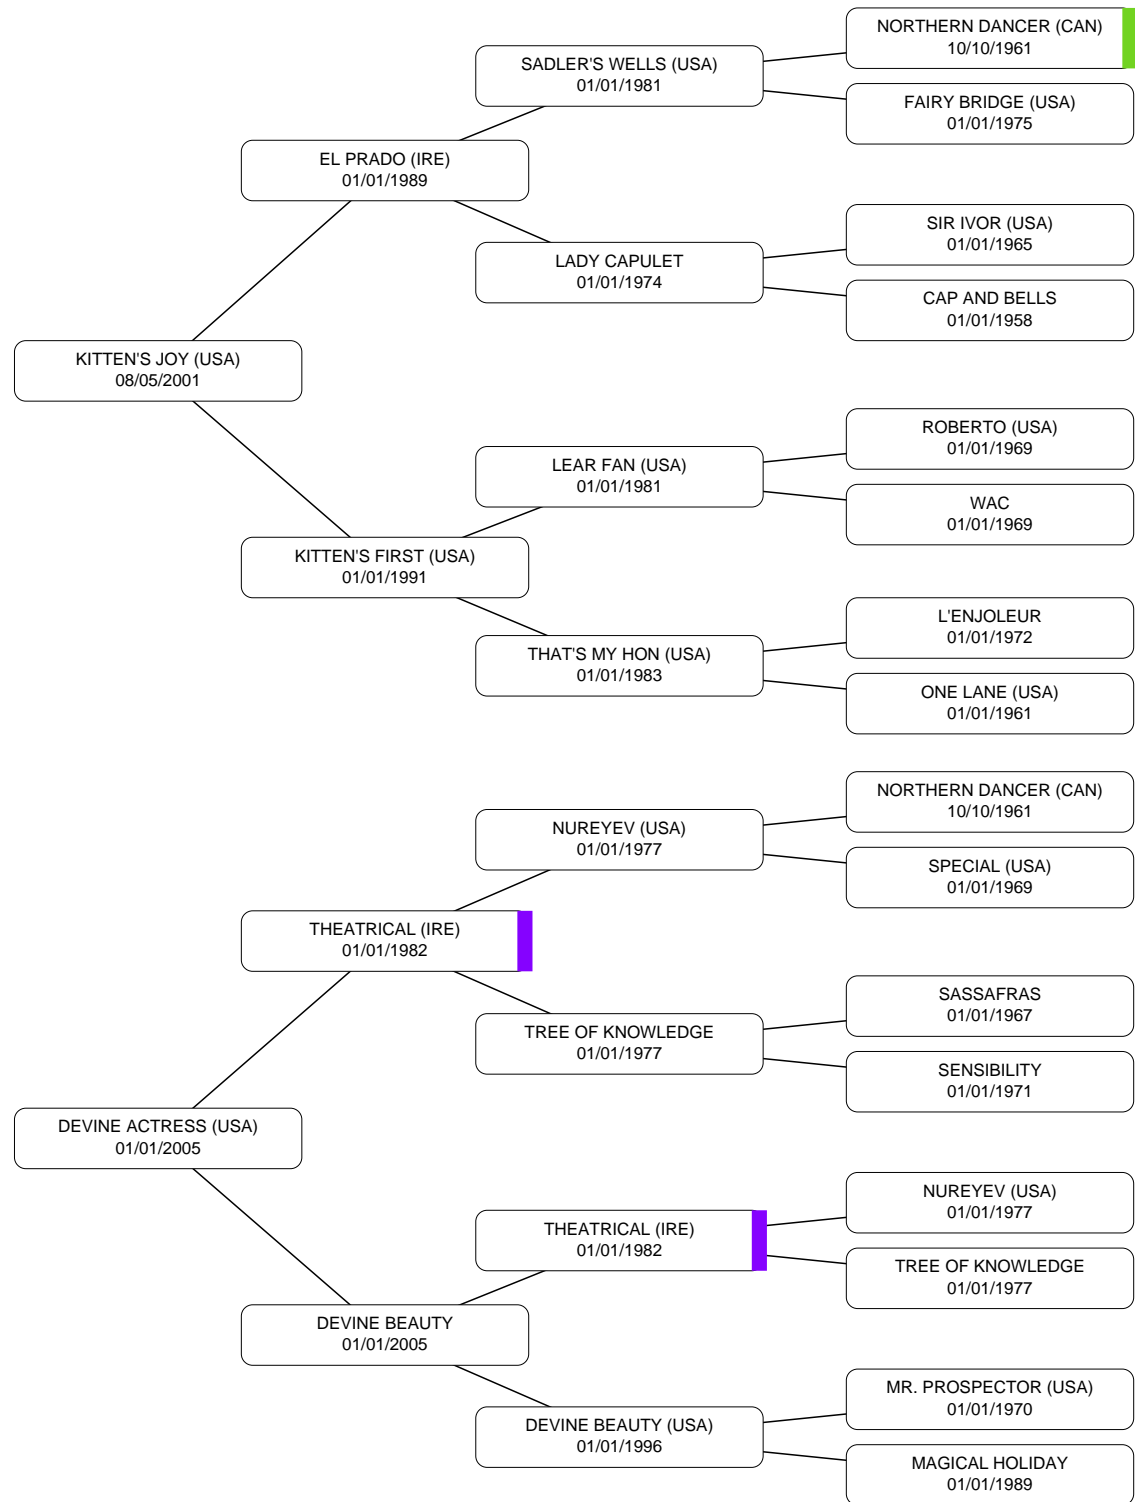 NORTHERN DANCER (CAN)
10/10/1961
SADLER'S WELLS (USA)
01/01/1981
FAIRY BRIDGE (USA)
01/01/1975
EL PRADO (IRE)
01/01/1989
SIR IVOR (USA)
01/01/1965
LADY CAPULET
01/01/1974
CAP AND BELLS
01/01/1958
KITTEN'S JOY (USA)
08/05/2001
ROBERTO (USA)
01/01/1969
LEAR FAN (USA)
01/01/1981
WAC
01/01/1969
KITTEN'S FIRST (USA)
01/01/1991
L'ENJOLEUR
01/01/1972
THAT'S MY HON (USA)
01/01/1983
ONE LANE (USA)
01/01/1961
NORTHERN DANCER (CAN)
10/10/1961
NUREYEV (USA)
01/01/1977
SPECIAL (USA)
01/01/1969
THEATRICAL (IRE)
01/01/1982
SASSAFRAS
01/01/1967
TREE OF KNOWLEDGE
01/01/1977
SENSIBILITY
01/01/1971
DEVINE ACTRESS (USA)
01/01/2005
NUREYEV (USA)
01/01/1977
THEATRICAL (IRE)
01/01/1982
TREE OF KNOWLEDGE
01/01/1977
DEVINE BEAUTY
01/01/2005
MR. PROSPECTOR (USA)
01/01/1970
DEVINE BEAUTY (USA)
01/01/1996
MAGICAL HOLIDAY
01/01/1989